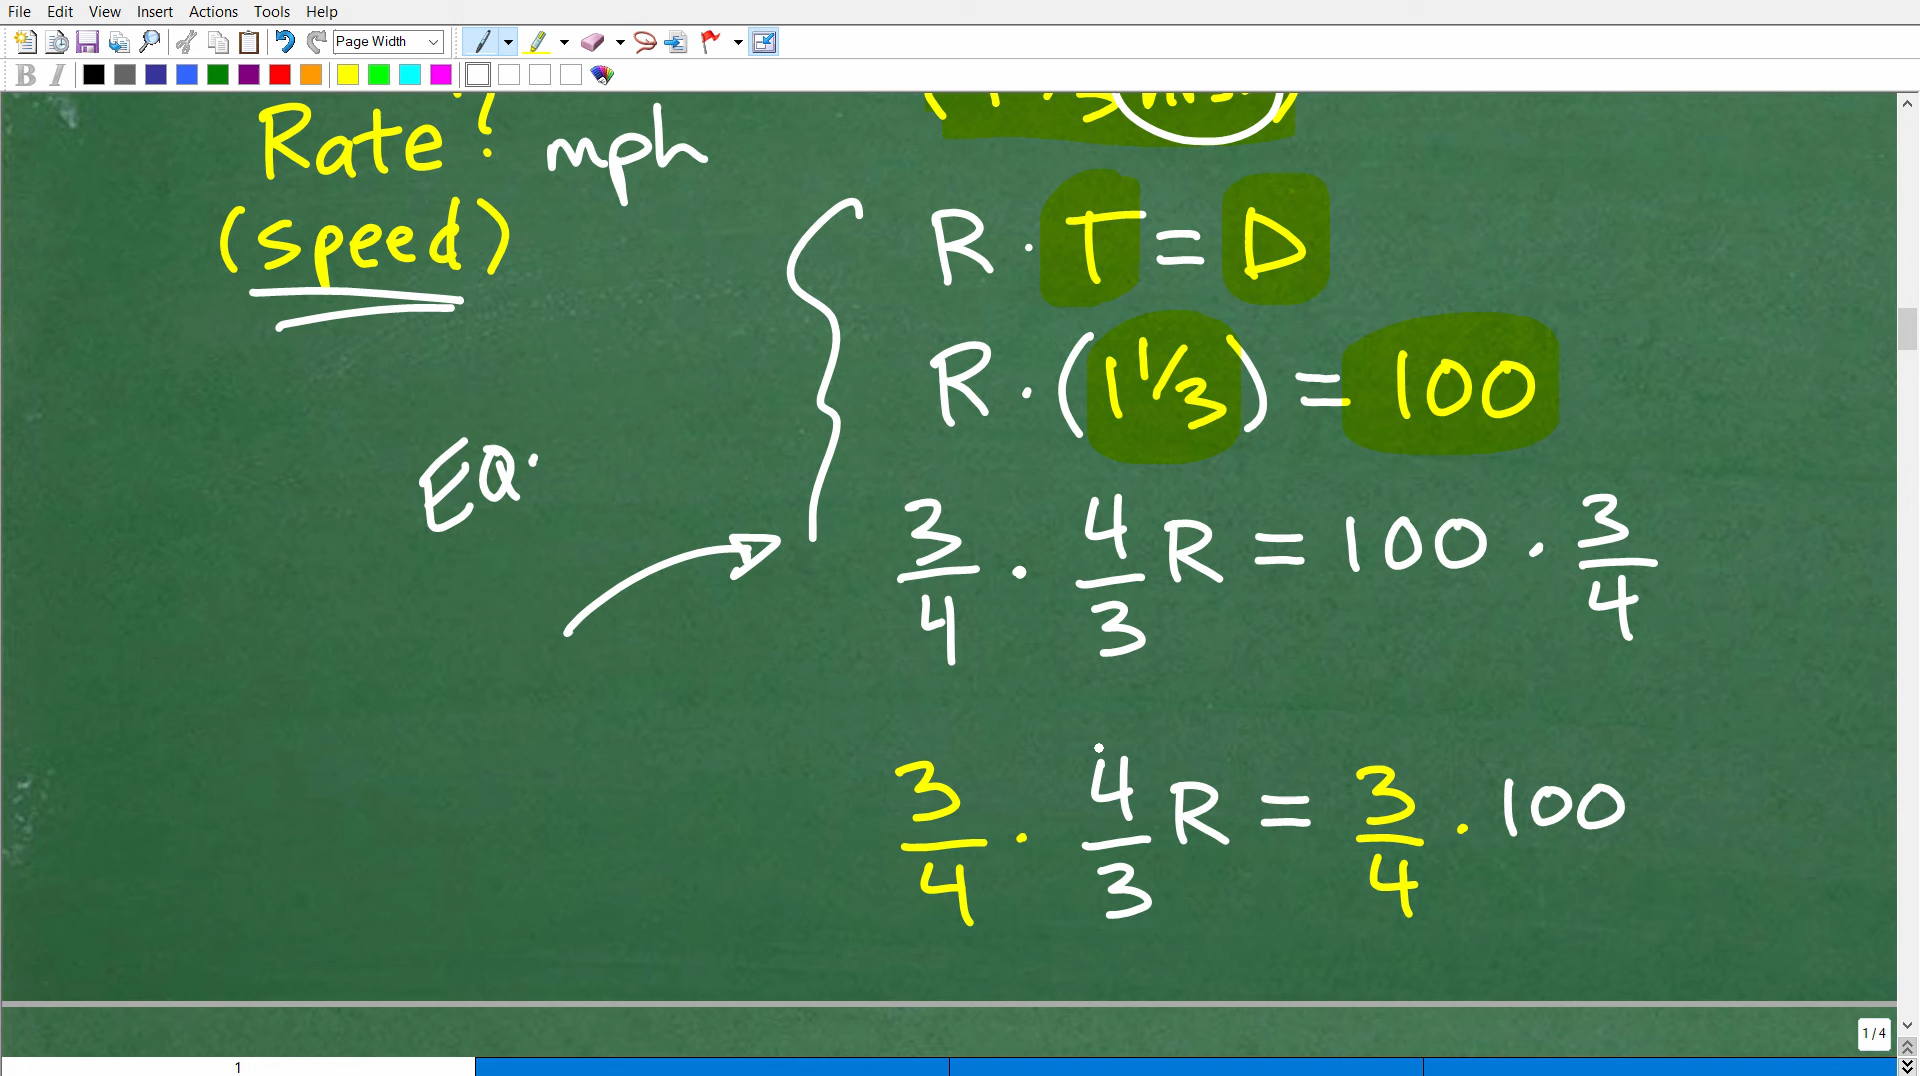 File Edit View Insert Actions Tools Help
Page Width
B I
Rate? mph
(speed)
R · T = D
R · (1 1/3) = 100
EQ.
3/4 · 4/3 R = 100 · 3/4
3/4 · 4/3 R = 3/4 · 100
1 / 4
1